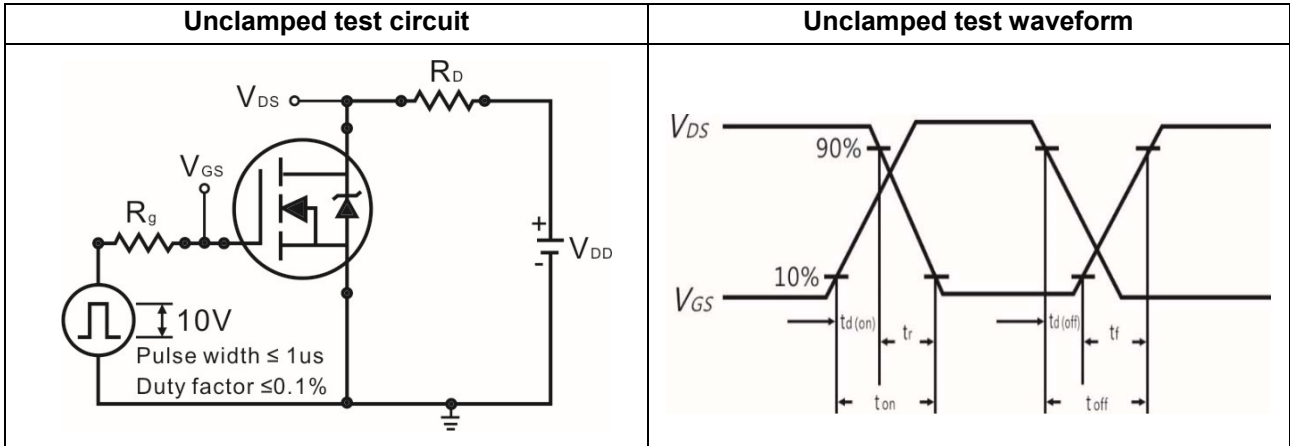 Unclamped test circuit
Unclamped test waveform
RD
VDS
VGS
Rg
+
-
VDD
10V
Pulse width ≤ 1us
Duty factor ≤0.1%
VDS
90%
10%
VGS
td(on)
tr
td(off)
tf
ton
toff